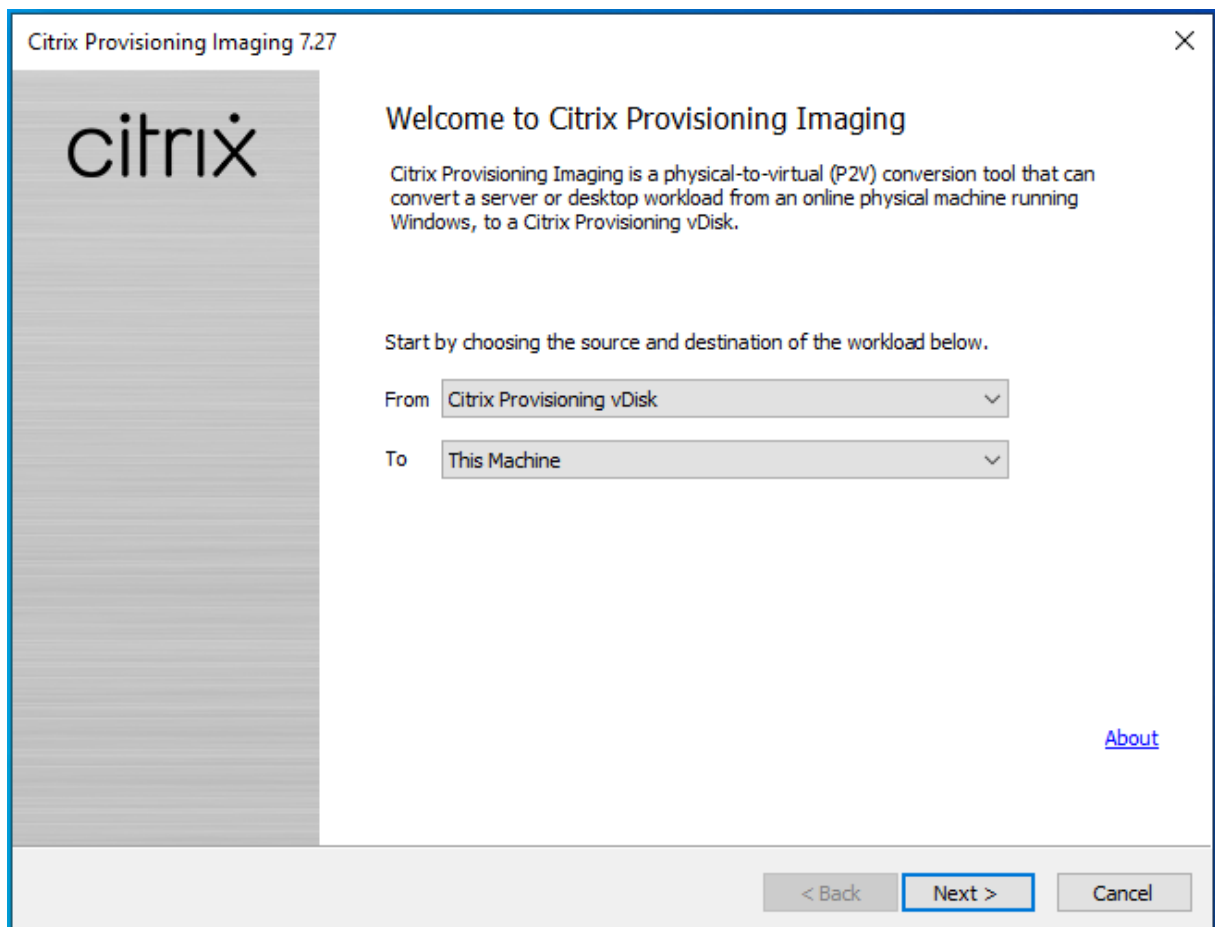 Citrix Provisioning Imaging 7.27
citrix
Welcome to Citrix Provisioning Imaging
Citrix Provisioning Imaging is a physical-to-virtual (P2V) conversion tool that can
convert a server or desktop workload from an online physical machine running
Windows, to a Citrix Provisioning vDisk.
Start by choosing the source and destination of the workload below.
From Citrix Provisioning vDisk
To This Machine
About
< Back Next > Cancel